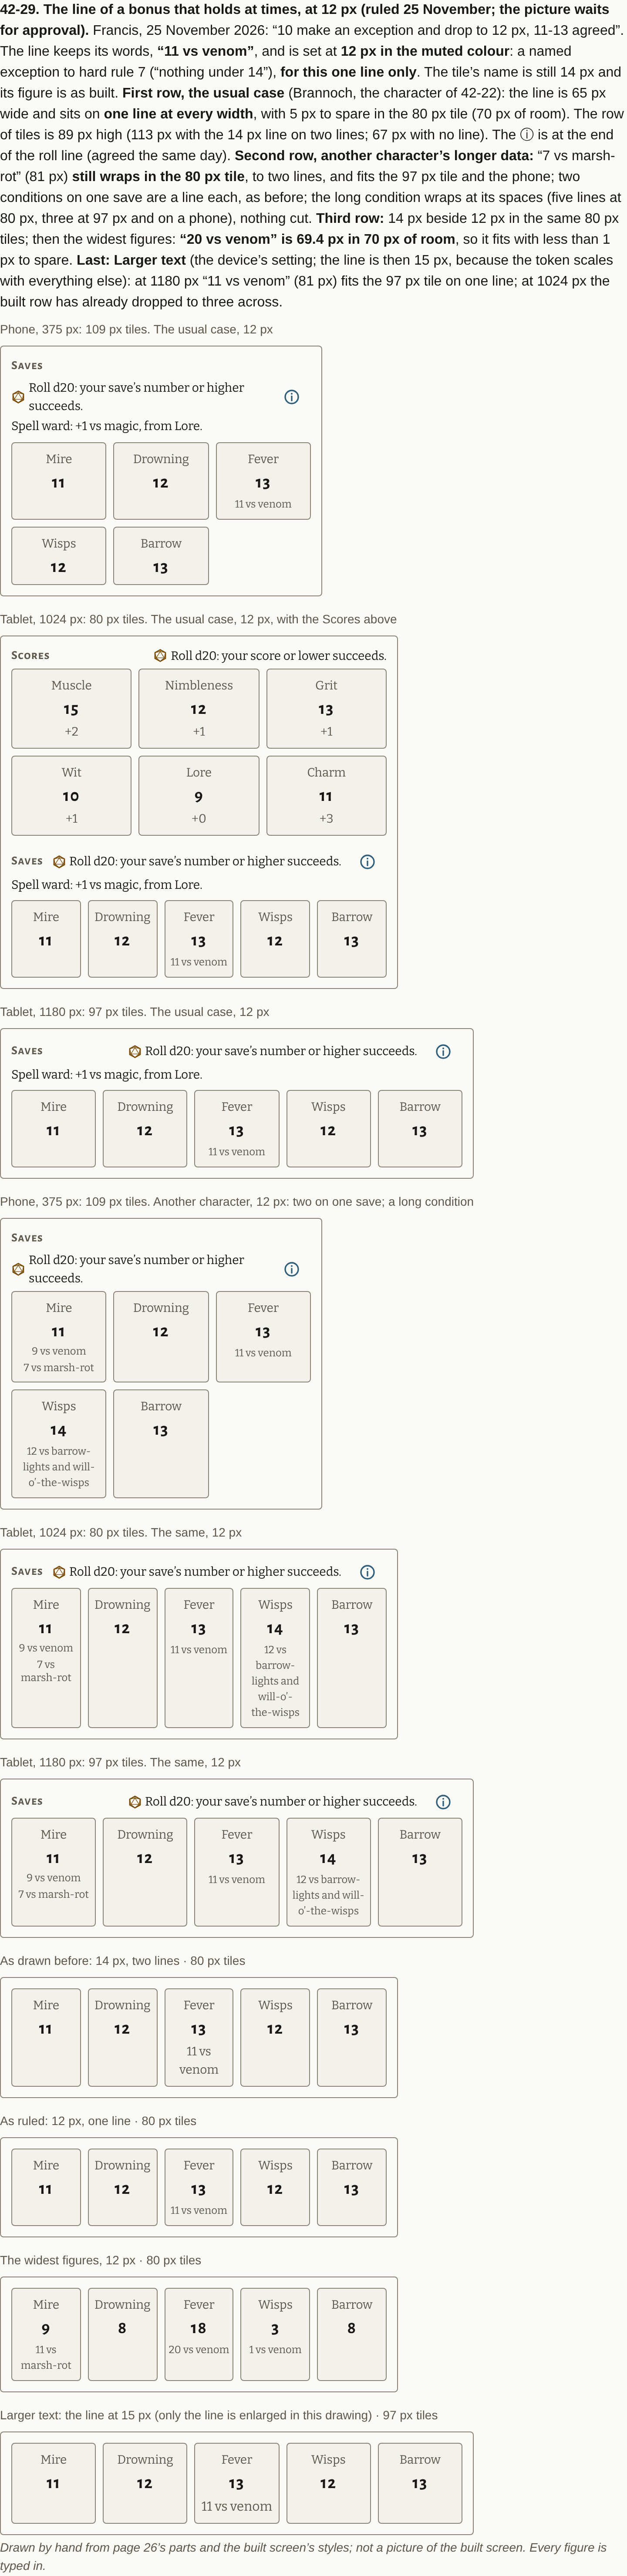 42-29. The line of a bonus that holds at times, at 12 px (ruled 25 November; the picture waits
for approval). Francis, 25 November 2026: “10 make an exception and drop to 12 px, 11-13 agreed”.
The line keeps its words, “11 vs venom”, and is set at 12 px in the muted colour: a named
exception to hard rule 7 (“nothing under 14”), for this one line only. The tile’s name is still 14 px and
its figure is as built. First row, the usual case (Brannoch, the character of 42-22): the line is 65 px
wide and sits on one line at every width, with 5 px to spare in the 80 px tile (70 px of room). The row
of tiles is 89 px high (113 px with the 14 px line on two lines; 67 px with no line). The ⓘ is at the end
of the roll line (agreed the same day). Second row, another character’s longer data: “7 vs marsh-
rot” (81 px) still wraps in the 80 px tile, to two lines, and fits the 97 px tile and the phone; two
conditions on one save are a line each, as before; the long condition wraps at its spaces (five lines at
80 px, three at 97 px and on a phone), nothing cut. Third row: 14 px beside 12 px in the same 80 px
tiles; then the widest figures: “20 vs venom” is 69.4 px in 70 px of room, so it fits with less than 1
px to spare. Last: Larger text (the device’s setting; the line is then 15 px, because the token scales
with everything else): at 1180 px “11 vs venom” (81 px) fits the 97 px tile on one line; at 1024 px the
built row has already dropped to three across.
Phone, 375 px: 109 px tiles. The usual case, 12 px
Saves
Roll d20: your save’s number or higher
succeeds.
Spell ward: +1 vs magic, from Lore.
Mire Drowning Fever
11 12 13
11 vs venom
Wisps Barrow
12 13
Tablet, 1024 px: 80 px tiles. The usual case, 12 px, with the Scores above
Scores Roll d20: your score or lower succeeds.
Muscle Nimbleness Grit
15 12 13
+2 +1 +1
Wit Lore Charm
10 9 11
+1 +0 +3
Saves Roll d20: your save’s number or higher succeeds.
Spell ward: +1 vs magic, from Lore.
Mire Drowning Fever Wisps Barrow
11 12 13 12 13
11 vs venom
Tablet, 1180 px: 97 px tiles. The usual case, 12 px
Saves Roll d20: your save’s number or higher succeeds.
Spell ward: +1 vs magic, from Lore.
Mire Drowning Fever Wisps Barrow
11 12 13 12 13
11 vs venom
Phone, 375 px: 109 px tiles. Another character, 12 px: two on one save; a long condition
Saves
Roll d20: your save’s number or higher
succeeds.
Mire Drowning Fever
11 12 13
9 vs venom 11 vs venom
7 vs marsh-rot
Wisps Barrow
14 13
12 vs barrow-
lights and will-
o’-the-wisps
Tablet, 1024 px: 80 px tiles. The same, 12 px
Saves Roll d20: your save’s number or higher succeeds.
Mire Drowning Fever Wisps Barrow
11 12 13 14 13
9 vs venom 11 vs venom 12 vs
7 vs barrow-
marsh-rot lights and
will-o’-
the-wisps
Tablet, 1180 px: 97 px tiles. The same, 12 px
Saves Roll d20: your save’s number or higher succeeds.
Mire Drowning Fever Wisps Barrow
11 12 13 14 13
9 vs venom 11 vs venom 12 vs barrow-
7 vs marsh-rot lights and will-
o’-the-wisps
As drawn before: 14 px, two lines · 80 px tiles
Mire Drowning Fever Wisps Barrow
11 12 13 12 13
11 vs
venom
As ruled: 12 px, one line · 80 px tiles
Mire Drowning Fever Wisps Barrow
11 12 13 12 13
11 vs venom
The widest figures, 12 px · 80 px tiles
Mire Drowning Fever Wisps Barrow
9 8 18 3 8
11 vs 20 vs venom 1 vs venom
marsh-rot
Larger text: the line at 15 px (only the line is enlarged in this drawing) · 97 px tiles
Mire Drowning Fever Wisps Barrow
11 12 13 12 13
11 vs venom
Drawn by hand from page 26’s parts and the built screen’s styles; not a picture of the built screen. Every figure is
typed in.